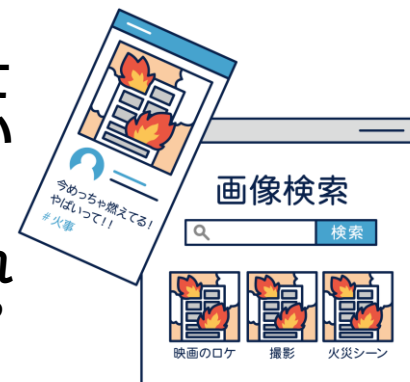 今めっちゃ燃えてる!
やばいって!!
#火事
画像検索
検索
映画のロケ
撮影
火災シーン